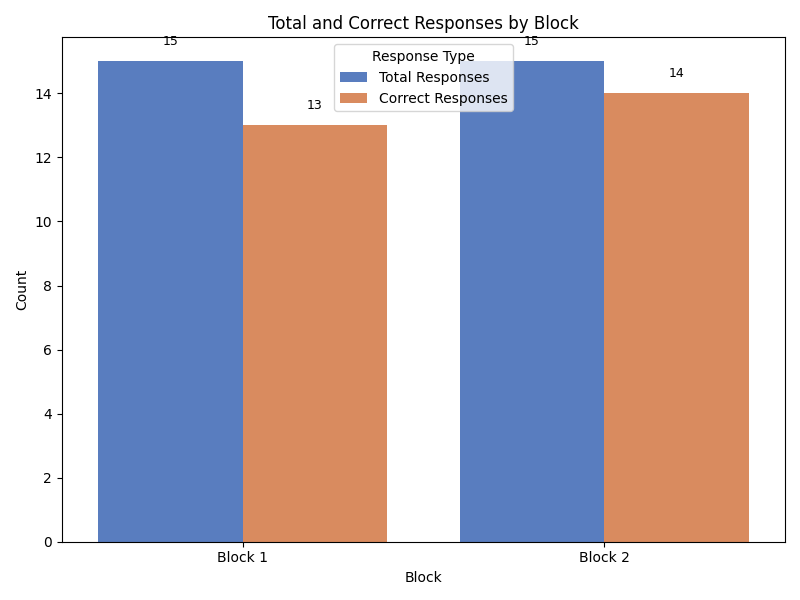 Total and Correct Responses by Block
15
15
14
13
Response Type
Total Responses
Correct Responses
14
12
10
8
6
4
2
0
Count
Block 1
Block 2
Block